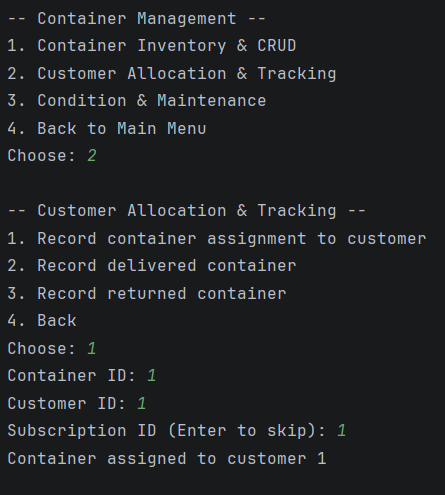 -- Container Management --
1. Container Inventory & CRUD
2. Customer Allocation & Tracking
3. Condition & Maintenance
4. Back to Main Menu
Choose: 2

-- Customer Allocation & Tracking --
1. Record container assignment to customer
2. Record delivered container
3. Record returned container
4. Back
Choose: 1
Container ID: 1
Customer ID: 1
Subscription ID (Enter to skip): 1
Container assigned to customer 1